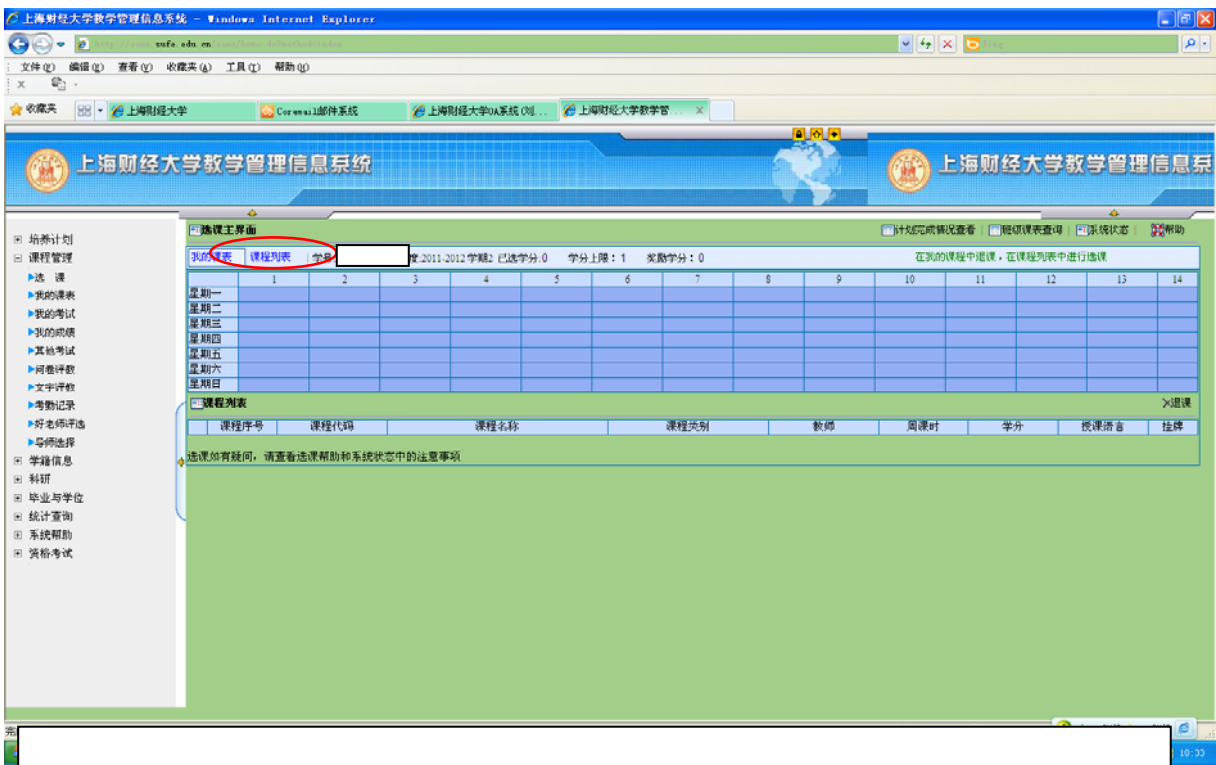 上海财经大学教学管理信息系统 - Windows Internet Explorer
sufe.edu.cn
Bing
文件(F) 编辑(E) 查看(V) 收藏夹(A) 工具(T) 帮助(H)
x
收藏夹 上海财经大学 Coremail邮件系统 上海财经大学OA系统(刘... 上海财经大学教学管... X
上海财经大学教学管理信息系统 上海财经大学教学管理信息系
选课主界面 计划完成情况查看 | 班级课表查询 | 系统状态 | 帮助
我的课表 课程列表 学号 度:2011-2012 学期2 已选学分:0 学分上限:1 奖励学分:0 在我的课程中退课,在课程列表中进行选课
1 2 3 4 5 6 7 8 9 10 11 12 13 14
星期一
星期二
星期三
星期四
星期五
星期六
星期日
课程列表 退课
课程序号 课程代码 课程名称 课程类别 教师 周课时 学分 授课语言 挂牌
选课如有疑问,请查看选课帮助和系统状态中的注意事项
培养计划
课程管理
选 课
我的课表
我的考试
我的成绩
其他考试
问卷评教
文字评教
考勤记录
好老师评选
导师选择
学籍信息
科研
毕业与学位
统计查询
系统帮助
资格考试
完
10:33